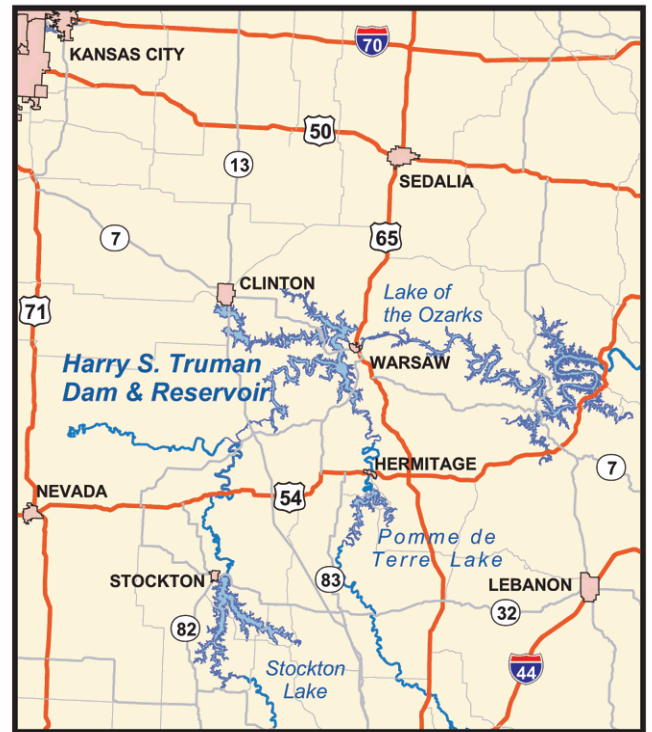 70
KANSAS CITY
50
13
SEDALIA
7
65
CLINTON
Lake of
the Ozarks
71
WARSAW
Harry S. Truman
Dam & Reservoir
HERMITAGE
7
NEVADA
54
Pomme de
Terre Lake
STOCKTON
83
LEBANON
32
82
Stockton
Lake
44